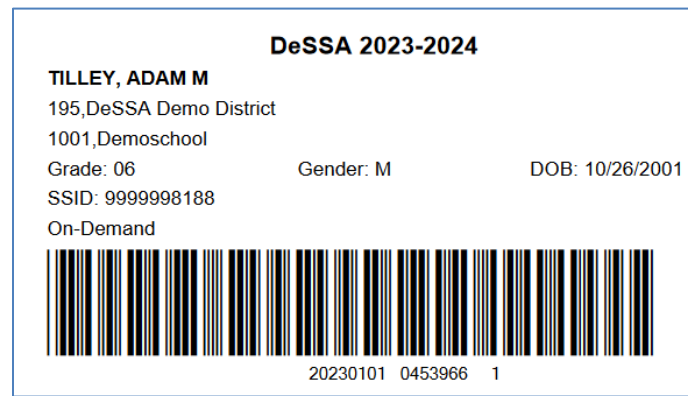 DeSSA 2023-2024
TILLEY, ADAM M
195,DeSSA Demo District
1001,Demoschool
Grade: 06 Gender: M DOB: 10/26/2001
SSID: 9999998188
On-Demand
20230101 0453966 1